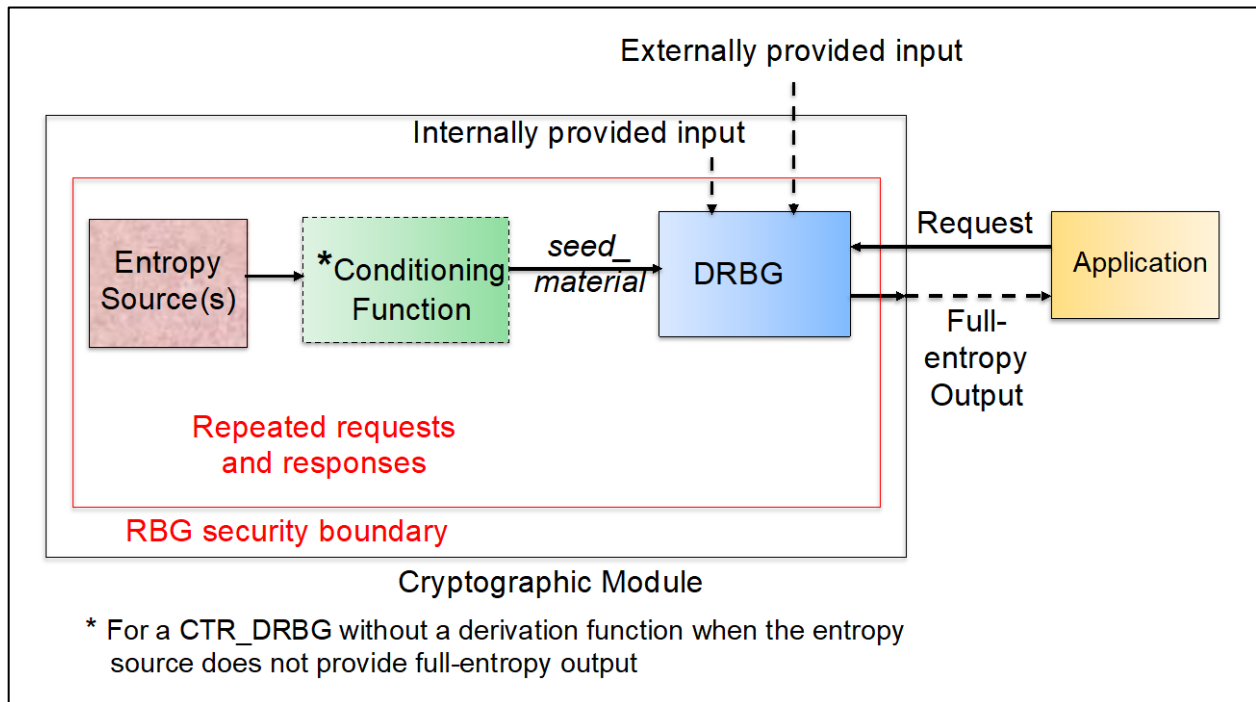 Externally provided input
Internally provided input
Entropy
Source(s)
*Conditioning
Function
seed_
material
DRBG
Request
Application
Full-
entropy
Output
Repeated requests
and responses
RBG security boundary
Cryptographic Module
* For a CTR_DRBG without a derivation function when the entropy
source does not provide full-entropy output